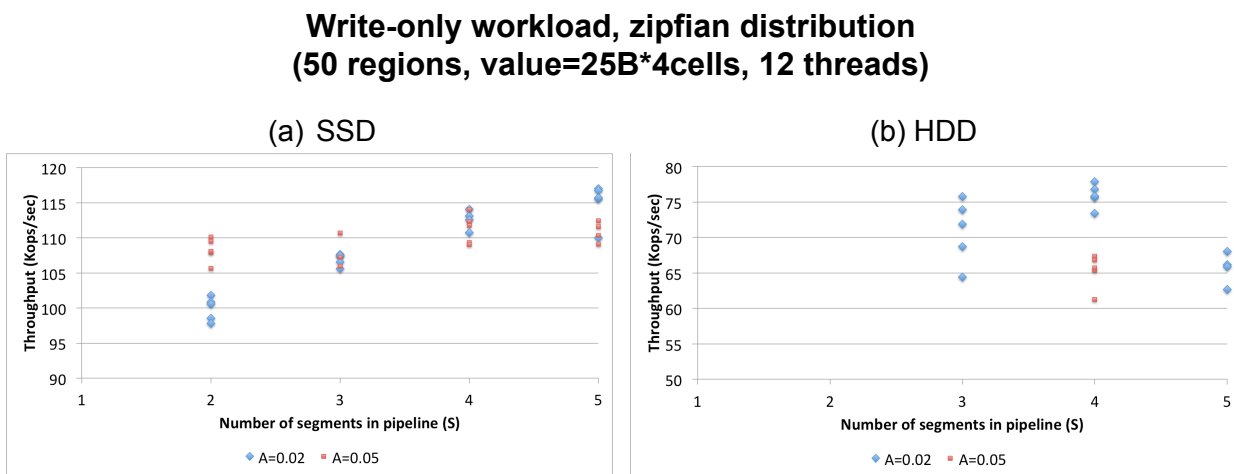 Write-only workload, zipfian distribution
(50 regions, value=25B*4cells, 12 threads)
(a) SSD
Throughput (Kops/sec)
120
115
110
105
100
95
90
1 2 3 4 5
Number of segments in pipeline (S)
A=0.02 A=0.05
(b) HDD
Throughput (Kops/sec)
80
75
70
65
60
55
50
1 2 3 4 5
Number of segments in pipeline (S)
A=0.02 A=0.05